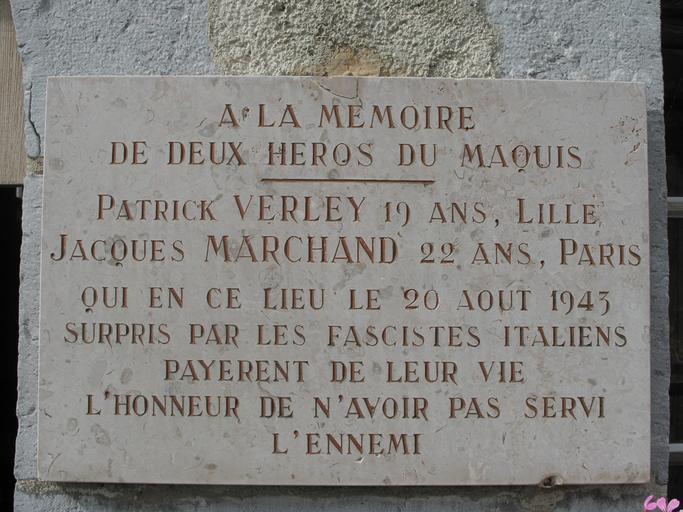 A LA MEMOIRE
DE DEUX HEROS DU MAQUIS
PATRICK VERLEY 19 ANS, LILLE
JACQUES MARCHAND 22 ANS, PARIS
QUI EN CE LIEU LE 20 AOUT 1943
SURPRIS PAR LES FASCISTES ITALIENS
PAYERENT DE LEUR VIE
L'HONNEUR DE N'AVOIR PAS SERVI
L'ENNEMI